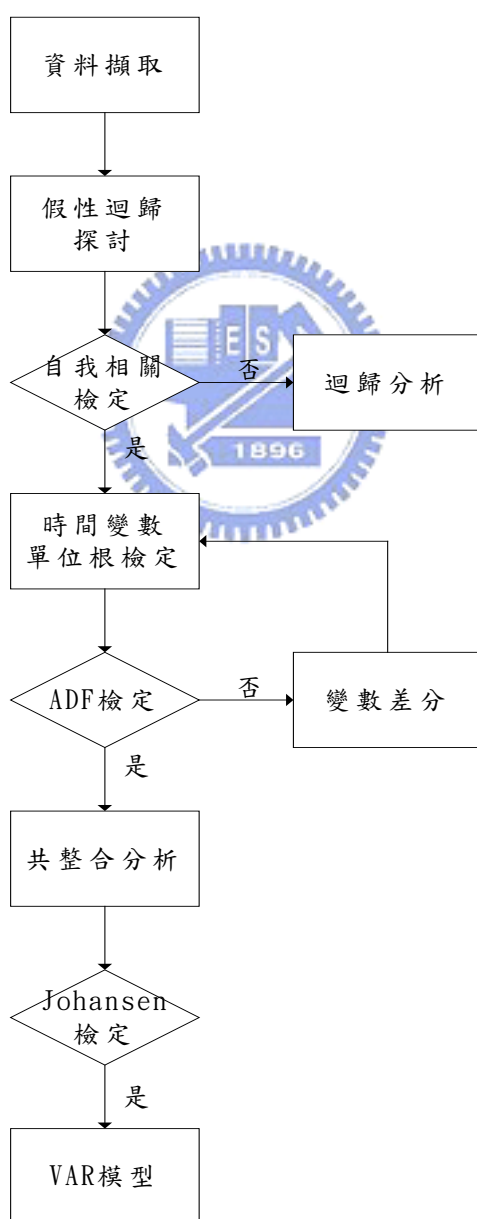 資料擷取
假性迴歸
探討
ES
1896
自我相關
檢定
否
迴歸分析
是
時間變數
單位根檢定
ADF檢定
否
變數差分
是
共整合分析
Johansen
檢定
是
VAR模型